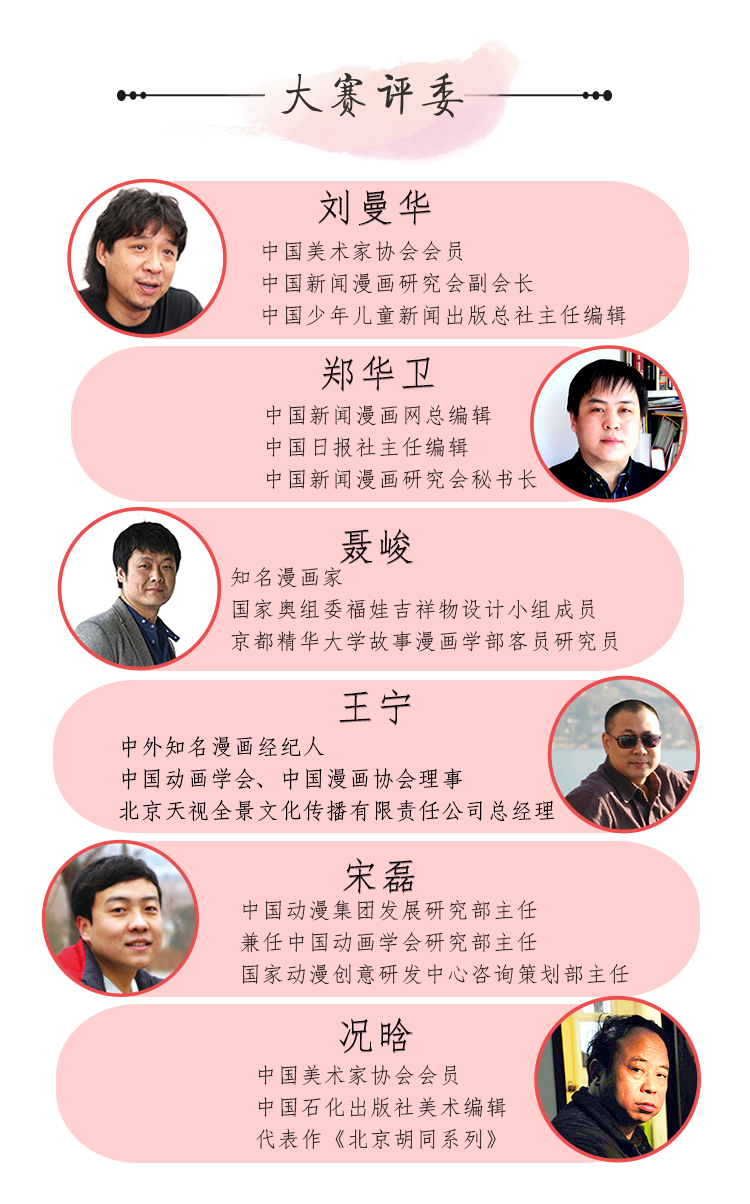 大赛评委
刘曼华
中国美术家协会会员
中国新闻漫画研究会副会长
中国少年儿童新闻出版总社主任编辑
郑华卫
中国新闻漫画网总编辑
中国日报社主任编辑
中国新闻漫画研究会秘书长
聂峻
知名漫画家
国家奥组委福娃吉祥物设计小组成员
京都精华大学故事漫画学部客员研究员
王宁
中外知名漫画经纪人
中国动画学会、中国漫画协会理事
北京天视全景文化传播有限责任公司总经理
宋磊
中国动漫集团发展研究部主任
兼任中国动画学会研究部主任
国家动漫创意研发中心咨询策划部主任
况晗
中国美术家协会会员
中国石化出版社美术编辑
代表作《北京胡同系列》